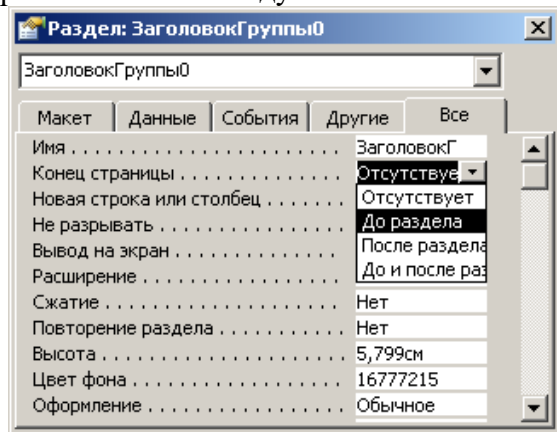 Раздел: ЗаголовокГруппы0
ЗаголовокГруппы0
Макет Данные События Другие Все
Имя . . . . . . . . . . . . . . . . . . . . . . . ЗаголовокГ
Конец страницы . . . . . . . . . . . . . Отсутствуе
Новая строка или столбец . . . . . . . Отсутствует
Не разрывать . . . . . . . . . . . . . . . До раздела
Вывод на экран . . . . . . . . . . . . . После раздела
Расширение . . . . . . . . . . . . . . . . До и после раз
Сжатие . . . . . . . . . . . . . . . . . . . . Нет
Повторение раздела . . . . . . . . . . Нет
Высота . . . . . . . . . . . . . . . . . . . . 5,799см
Цвет фона . . . . . . . . . . . . . . . . . 16777215
Оформление . . . . . . . . . . . . . . . . Обычное